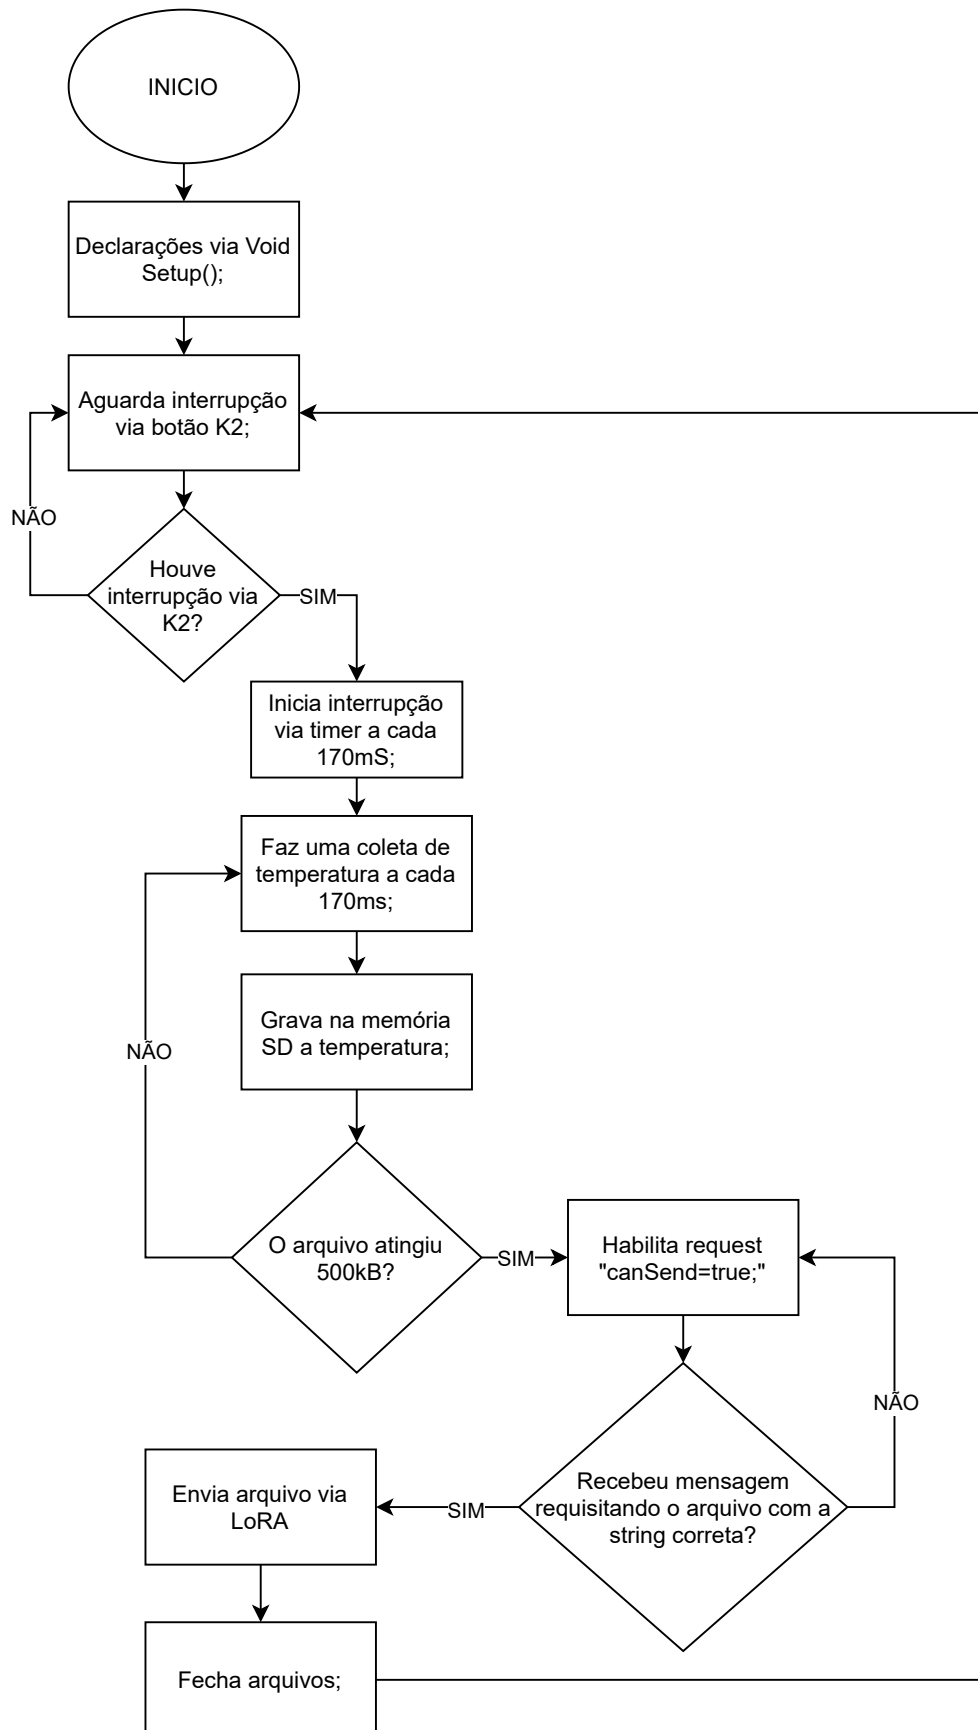 INICIO
Declarações via Void
Setup();
Aguarda interrupção
via botão K2;
NÃO
Houve
interrupção via
K2?
SIM
Inicia interrupção
via timer a cada
170mS;
Faz uma coleta de
temperatura a cada
170ms;
Grava na memória
SD a temperatura;
NÃO
O arquivo atingiu
500kB?
SIM
Habilita request
"canSend=true;"
NÃO
Recebeu mensagem
requisitando o arquivo com a
string correta?
SIM
Envia arquivo via
LoRA
Fecha arquivos;